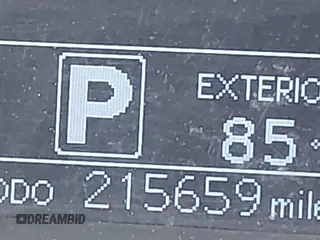 P
EXTERIO
85°
ODO 215659 mile
DREAMBID